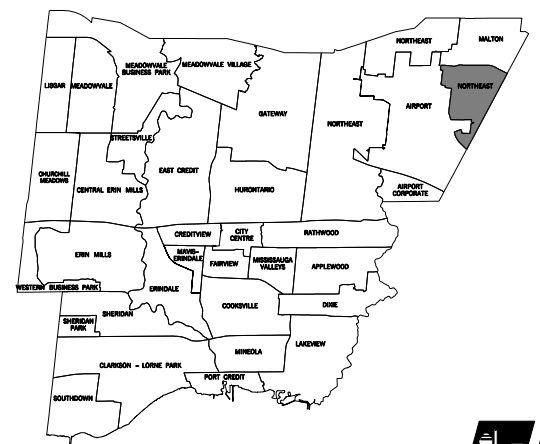 NORTHEAST
MALTON
MEADOWVALE
BUSINESS PARK
MEADOWVALE VILLAGE
LISGAR
MEADOWVALE
NORTHEAST
AIRPORT
GATEWAY
NORTHEAST
STREETSVILLE
EAST CREDIT
CHURCHILL
MEADOWS
CENTRAL ERIN MILLS
HURONTARIO
AIRPORT
CORPORATE
CREDITVIEW
CITY
CENTRE
RATHWOOD
ERIN MILLS
MAVIS-
ERINDALE
FAIRVIEW
MISSISSAUGA
VALLEYS
APPLEWOOD
WESTERN BUSINESS PARK
ERINDALE
COOKSVILLE
DIXIE
SHERIDAN
SHERIDAN
PARK
LAKEVIEW
MINEOLA
CLARKSON - LORNE PARK
PORT CREDIT
SOUTHDOWN